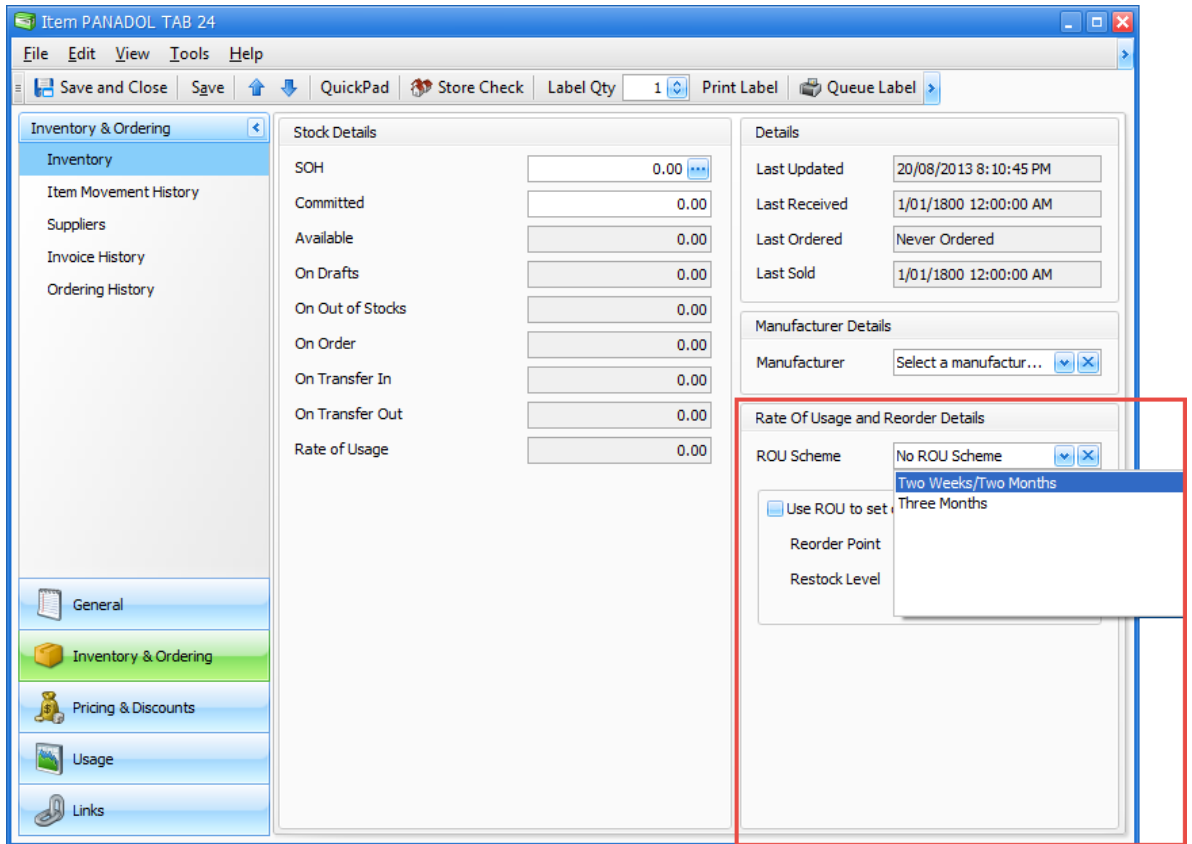 Item PANADOL TAB 24
File Edit View Tools Help
Save and Close Save QuickPad Store Check Label Qty 1 Print Label Queue Label
Inventory & Ordering
Inventory
Item Movement History
Suppliers
Invoice History
Ordering History
General
Inventory & Ordering
Pricing & Discounts
Usage
Links
Stock Details
SOH 0.00
Committed 0.00
Available 0.00
On Drafts 0.00
On Out of Stocks 0.00
On Order 0.00
On Transfer In 0.00
On Transfer Out 0.00
Rate of Usage 0.00
Details
Last Updated 20/08/2013 8:10:45 PM
Last Received 1/01/1800 12:00:00 AM
Last Ordered Never Ordered
Last Sold 1/01/1800 12:00:00 AM
Manufacturer Details
Manufacturer Select a manufactur...
Rate Of Usage and Reorder Details
ROU Scheme No ROU Scheme
Two Weeks/Two Months
Three Months
Use ROU to set
Reorder Point
Restock Level